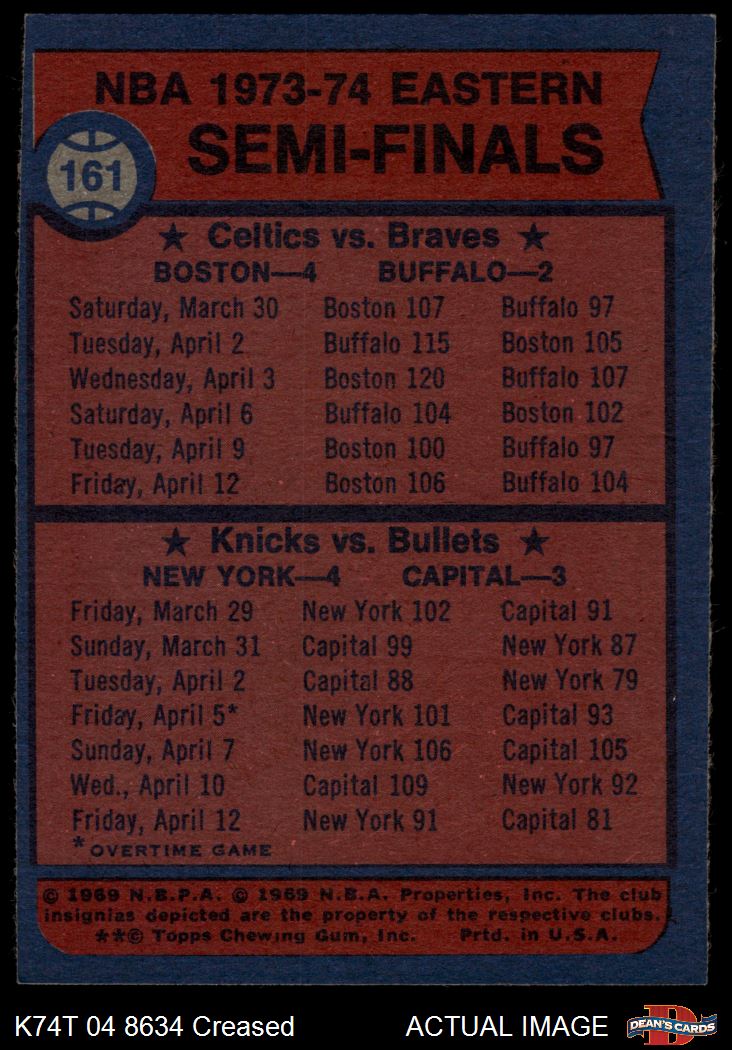 NBA 1973-74 EASTERN
SEMI-FINALS
161
★ Celtics vs. Braves ★
BOSTON—4 BUFFALO—2
Saturday, March 30 Boston 107 Buffalo 97
Tuesday, April 2 Buffalo 115 Boston 105
Wednesday, April 3 Boston 120 Buffalo 107
Saturday, April 6 Buffalo 104 Boston 102
Tuesday, April 9 Boston 100 Buffalo 97
Friday, April 12 Boston 106 Buffalo 104
★ Knicks vs. Bullets ★
NEW YORK—4 CAPITAL—3
Friday, March 29 New York 102 Capital 91
Sunday, March 31 Capital 99 New York 87
Tuesday, April 2 Capital 88 New York 79
Friday, April 5* New York 101 Capital 93
Sunday, April 7 New York 106 Capital 105
Wed., April 10 Capital 109 New York 92
Friday, April 12 New York 91 Capital 81
*OVERTIME GAME
© 1969 N.B.P.A. © 1969 N.B.A. Properties, Inc. The club
insignias depicted are the property of the respective clubs.
**© Topps Chewing Gum, Inc. Prtd. in U.S.A.
K74T 04 8634 Creased ACTUAL IMAGE
D
DEAN'S CARDS